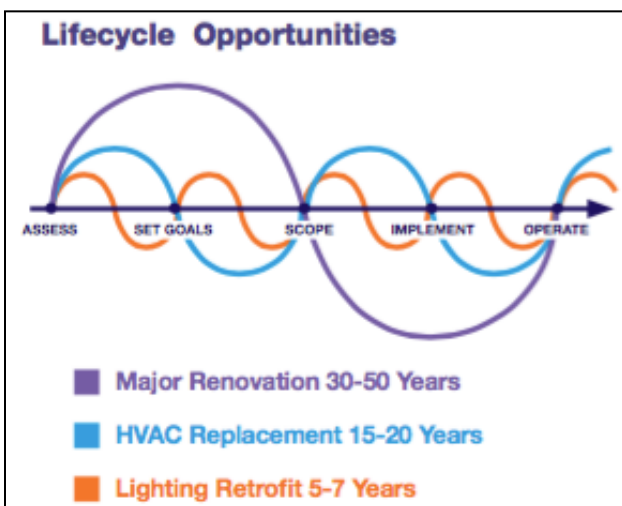 Lifecycle Opportunities
ASSESS SET GOALS SCOPE IMPLEMENT OPERATE
Major Renovation 30-50 Years
HVAC Replacement 15-20 Years
Lighting Retrofit 5-7 Years